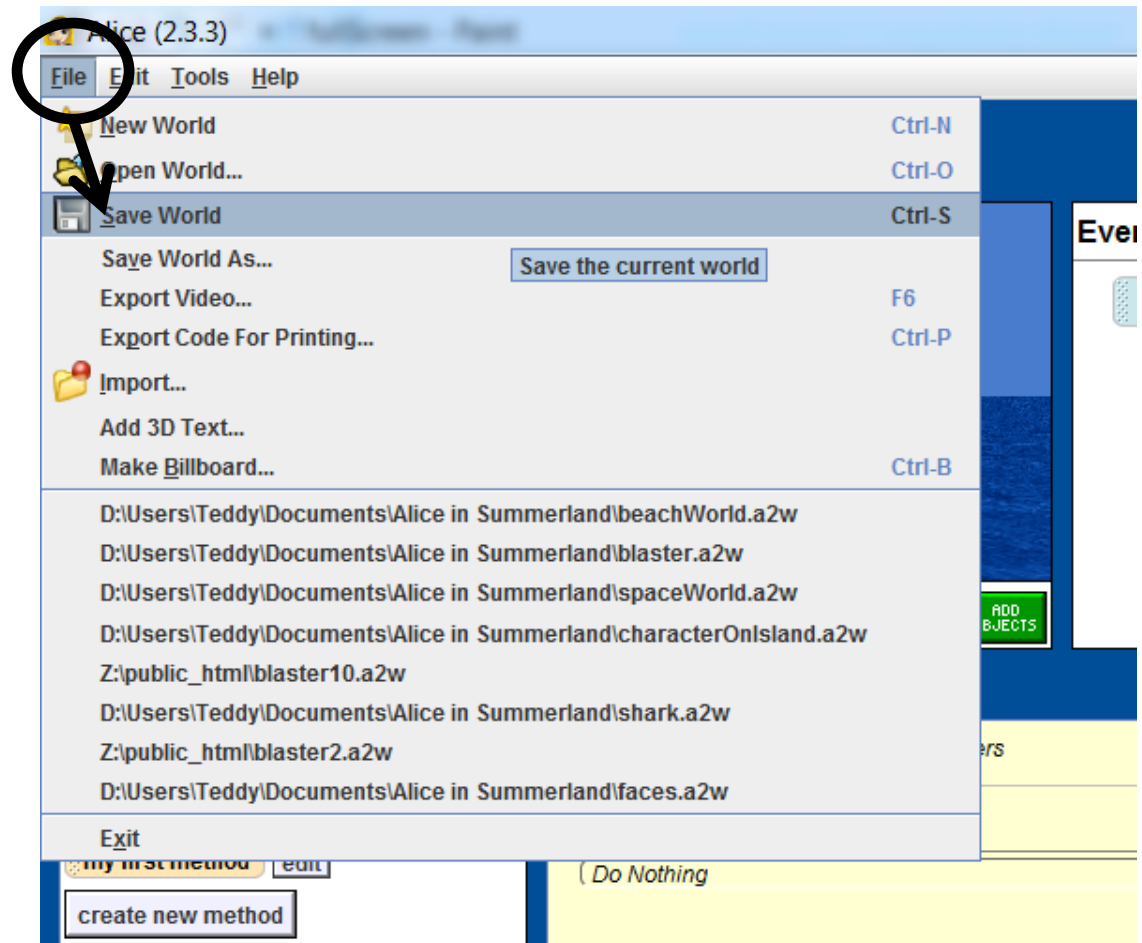 Alice (2.3.3)
File Edit Tools Help
New World Ctrl-N
Open World... Ctrl-O
Save World Ctrl-S
Save World As...
Save the current world
Export Video... F6
Export Code For Printing... Ctrl-P
Import...
Add 3D Text...
Make Billboard... Ctrl-B
D:\Users\Teddy\Documents\Alice in Summerland\beachWorld.a2w
D:\Users\Teddy\Documents\Alice in Summerland\blaster.a2w
D:\Users\Teddy\Documents\Alice in Summerland\spaceWorld.a2w
D:\Users\Teddy\Documents\Alice in Summerland\characterOnIsland.a2w
Z:\public_html\blaster10.a2w
D:\Users\Teddy\Documents\Alice in Summerland\shark.a2w
Z:\public_html\blaster2.a2w
D:\Users\Teddy\Documents\Alice in Summerland\faces.a2w
Exit
Ever
ADD
BJECTS
ers
my first method edit
create new method
Do Nothing